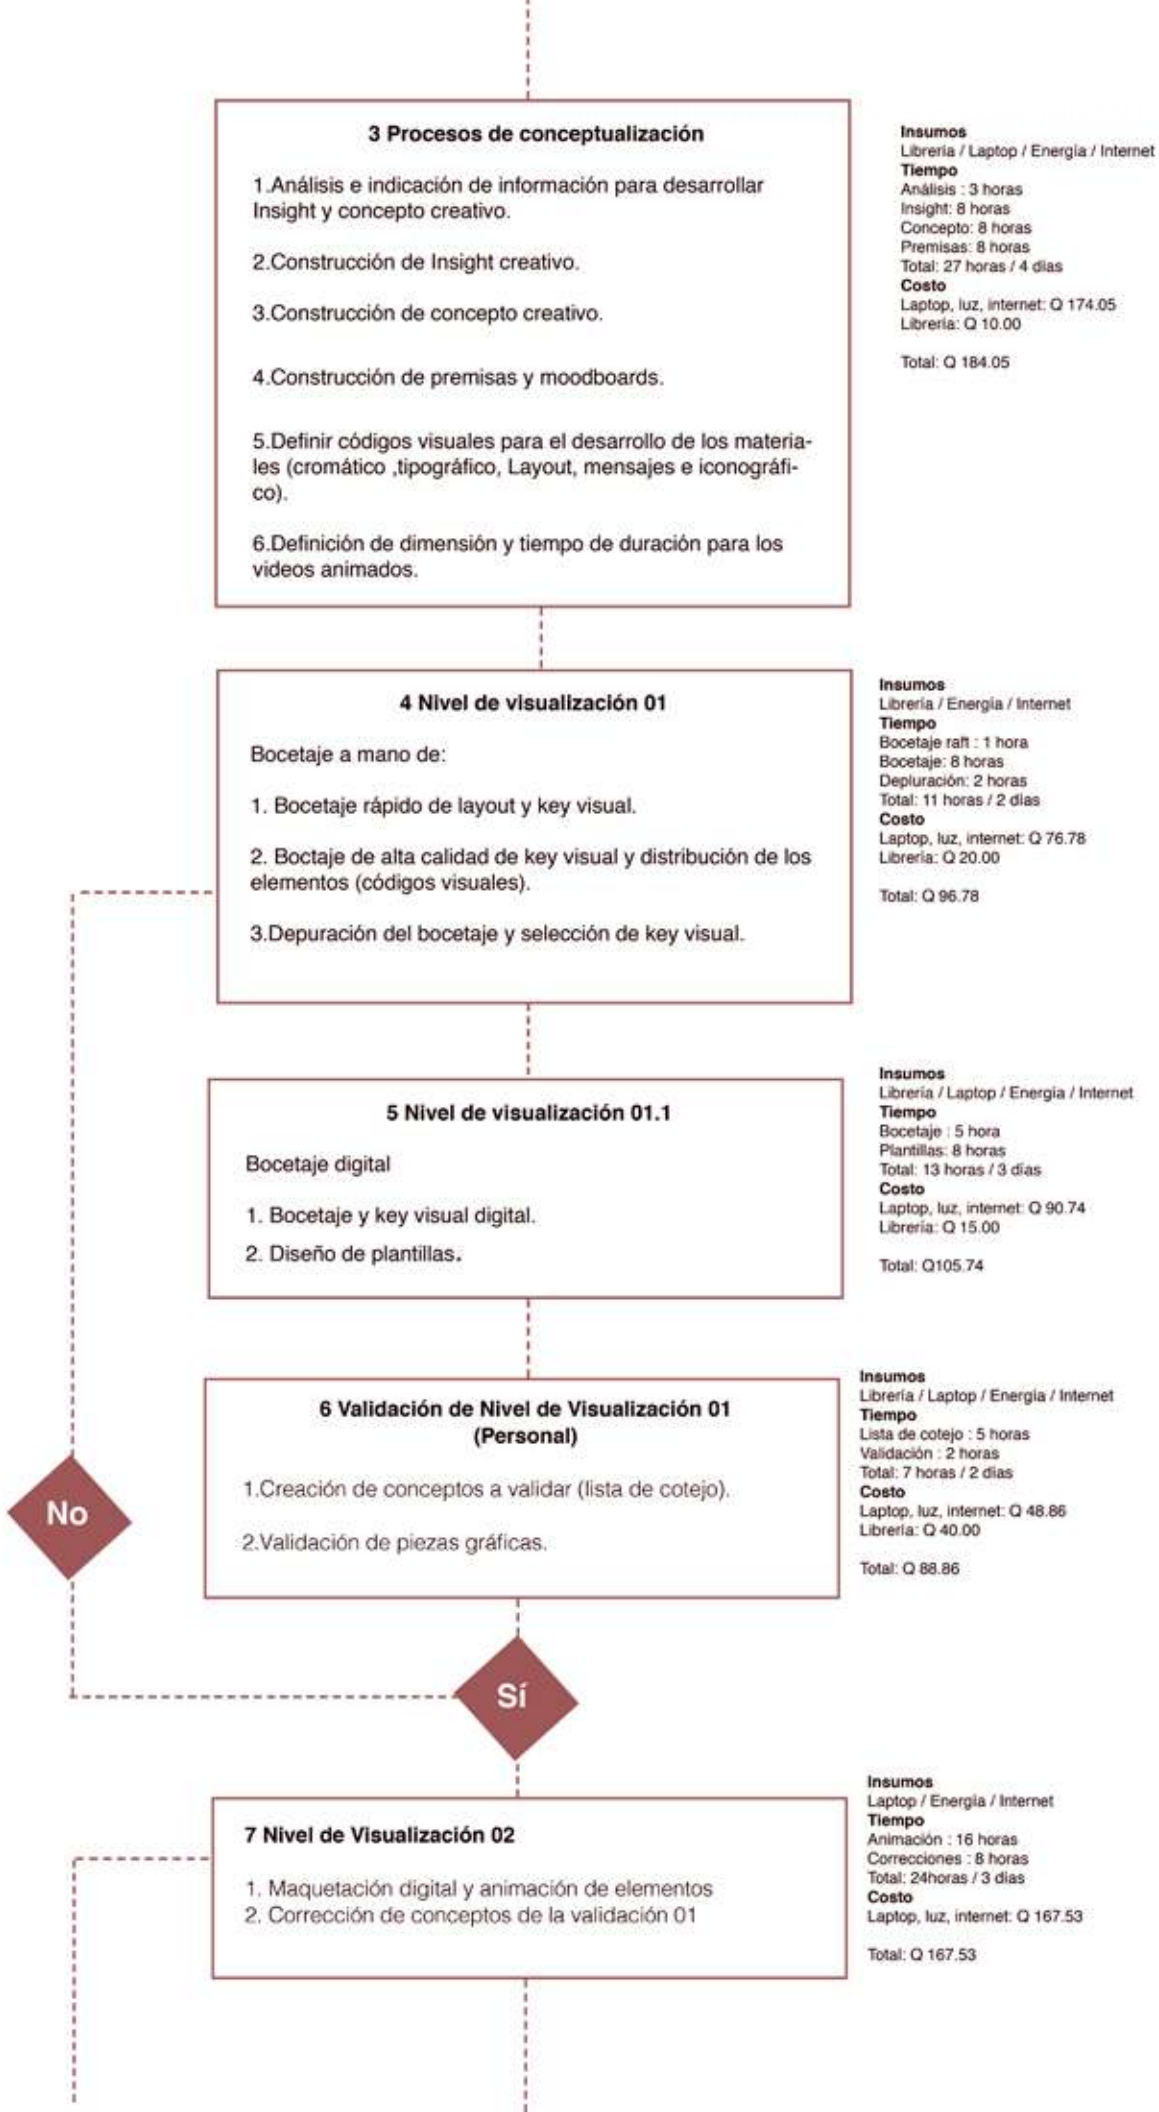 3 Procesos de conceptualización
1.Análisis e indicación de información para desarrollar
Insight y concepto creativo.
2.Construcción de Insight creativo.
3.Construcción de concepto creativo.
4.Construcción de premisas y moodboards.
5.Definir códigos visuales para el desarrollo de los materia-
les (cromático ,tipográfico, Layout, mensajes e iconográfi-
co).
6.Definición de dimensión y tiempo de duración para los
videos animados.
Insumos
Librería / Laptop / Energía / Internet
Tiempo
Análisis : 3 horas
Insight: 8 horas
Concepto: 8 horas
Premisas: 8 horas
Total: 27 horas / 4 días
Costo
Laptop, luz, internet: Q 174.05
Librería: Q 10.00
Total: Q 184.05
4 Nivel de visualización 01
Bocetaje a mano de:
1. Bocetaje rápido de layout y key visual.
2. Boctaje de alta calidad de key visual y distribución de los
elementos (códigos visuales).
3.Depuración del bocetaje y selección de key visual.
Insumos
Librería / Energía / Internet
Tiempo
Bocetaje raft : 1 hora
Bocetaje: 8 horas
Depluración: 2 horas
Total: 11 horas / 2 días
Costo
Laptop, luz, internet: Q 76.78
Librería: Q 20.00
Total: Q 96.78
5 Nivel de visualización 01.1
Bocetaje digital
1. Bocetaje y key visual digital.
2. Diseño de plantillas.
Insumos
Librería / Laptop / Energía / Internet
Tiempo
Bocetaje : 5 hora
Plantillas: 8 horas
Total: 13 horas / 3 días
Costo
Laptop, luz, internet: Q 90.74
Librería: Q 15.00
Total: Q105.74
6 Validación de Nivel de Visualización 01
(Personal)
1.Creación de conceptos a validar (lista de cotejo).
2.Validación de piezas gráficas.
Insumos
Librería / Laptop / Energía / Internet
Tiempo
Lista de cotejo : 5 horas
Validación : 2 horas
Total: 7 horas / 2 días
Costo
Laptop, luz, internet: Q 48.86
Librería: Q 40.00
Total: Q 88.86
No
Sí
7 Nivel de Visualización 02
1. Maquetación digital y animación de elementos
2. Corrección de conceptos de la validación 01
Insumos
Laptop / Energía / Internet
Tiempo
Animación : 16 horas
Correcciones : 8 horas
Total: 24horas / 3 días
Costo
Laptop, luz, internet: Q 167.53
Total: Q 167.53